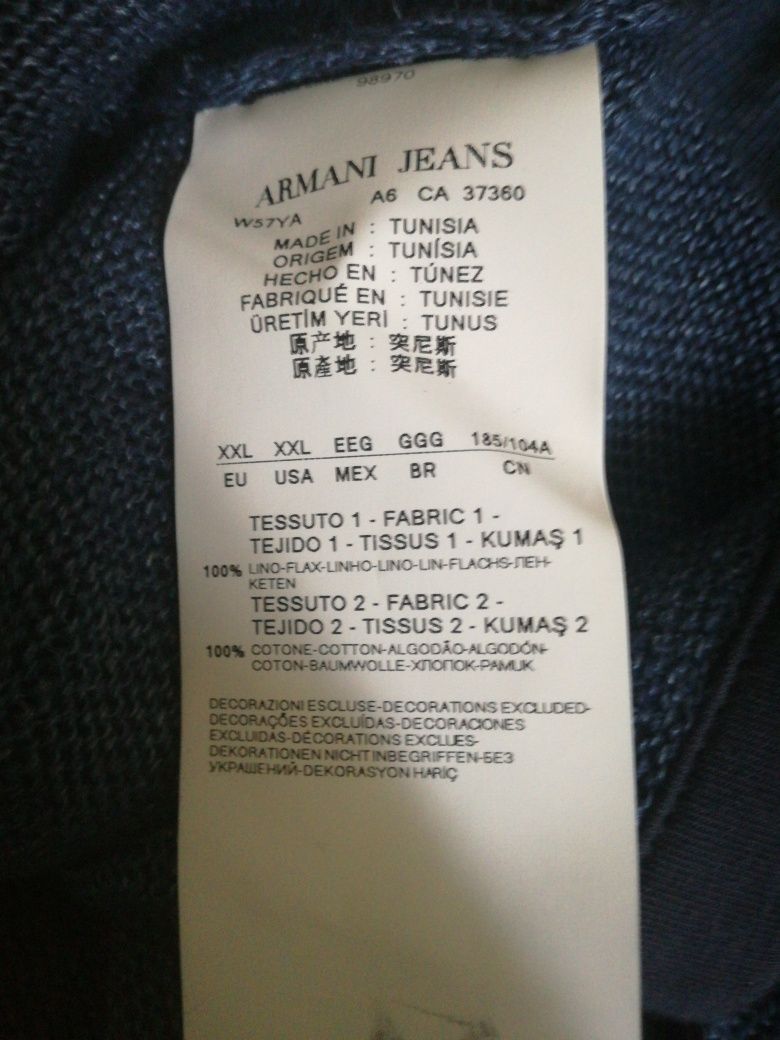 98970
ARMANI JEANS
A6 CA 37360
W57YA
MADE IN : TUNISIA
ORIGEM : TUNÍSIA
HECHO EN : TÚNEZ
FABRIQUÉ EN : TUNISIE
ÜRETİM YERİ : TUNUS
原产地 : 突尼斯
原產地 : 突尼斯
XXL XXL EEG GGG 185/104A
EU USA MEX BR CN
TESSUTO 1 - FABRIC 1 -
TEJIDO 1 - TISSUS 1 - KUMAŞ 1
100% LINO-FLAX-LINHO-LINO-LIN-FLACHS-ЛЕН-
KETEN
TESSUTO 2 - FABRIC 2 -
TEJIDO 2 - TISSUS 2 - KUMAŞ 2
100% COTONE-COTTON-ALGODÃO-ALGODÓN-
COTON-BAUMWOLLE-ХЛОПОК-PAMUK
DECORAZIONI ESCLUSE-DECORATIONS EXCLUDED-
DECORAÇÕES EXCLUÍDAS-DECORACIONES
EXCLUIDAS-DÉCORATIONS EXCLUES-
DEKORATIONEN NICHT INBEGRIFFEN-БЕЗ
УКРАШЕНИЙ-DEKORASYON HARİÇ